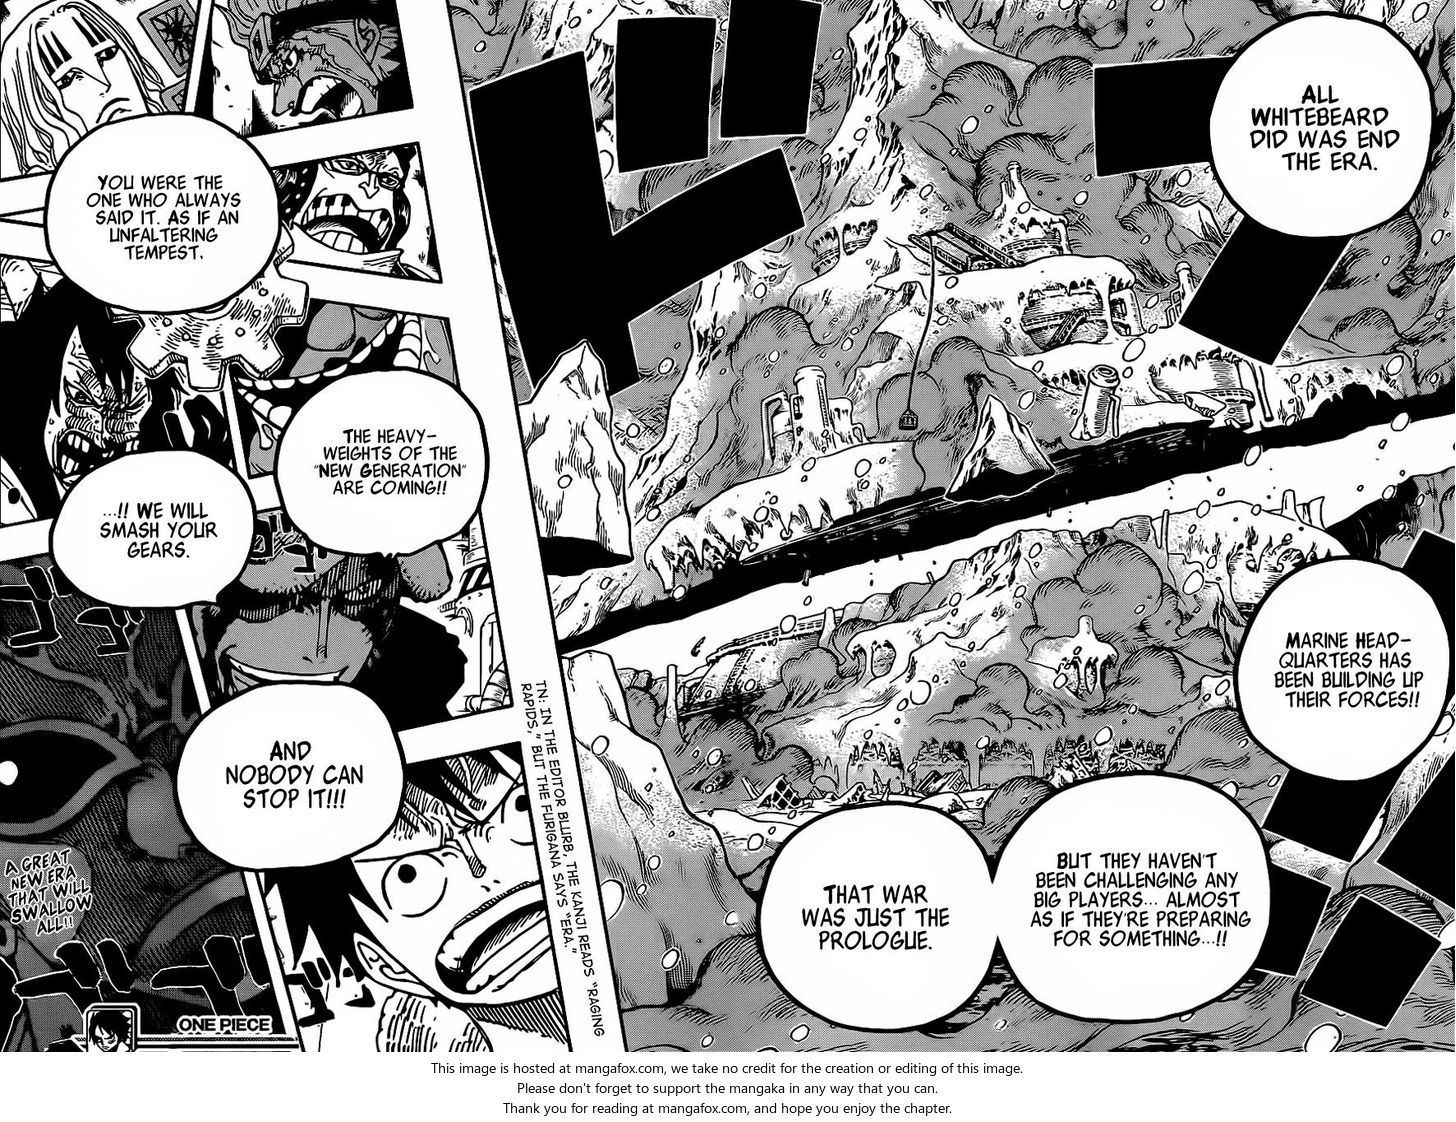 ALL
WHITEBEARD
DID WAS END
THE ERA.
MARINE HEAD-
QUARTERS HAS
BEEN BUILDING UP
THEIR FORCES!!
BUT THEY HAVEN'T
BEEN CHALLENGING ANY
BIG PLAYERS... ALMOST
AS IF THEY'RE PREPARING
FOR SOMETHING...!!
THAT WAR
WAS JUST THE
PROLOGUE.
YOU WERE THE
ONE WHO ALWAYS
SAID IT. AS IF AN
UNFALTERING
TEMPEST.
THE HEAVY-
WEIGHTS OF THE
"NEW GENERATION"
ARE COMING!!
...!! WE WILL
SMASH YOUR
GEARS.
AND
NOBODY CAN
STOP IT!!!
TN: IN THE EDITOR BLURB, THE KANJI READS "RAGING
RAPIDS," BUT THE FURIGANA SAYS "ERA."
A GREAT
NEW ERA
THAT WILL
SWALLOW
ALL!!
ONE PIECE
This image is hosted at mangafox.com, we take no credit for the creation or editing of this image.
Please don't forget to support the mangaka in any way that you can.
Thank you for reading at mangafox.com, and hope you enjoy the chapter.